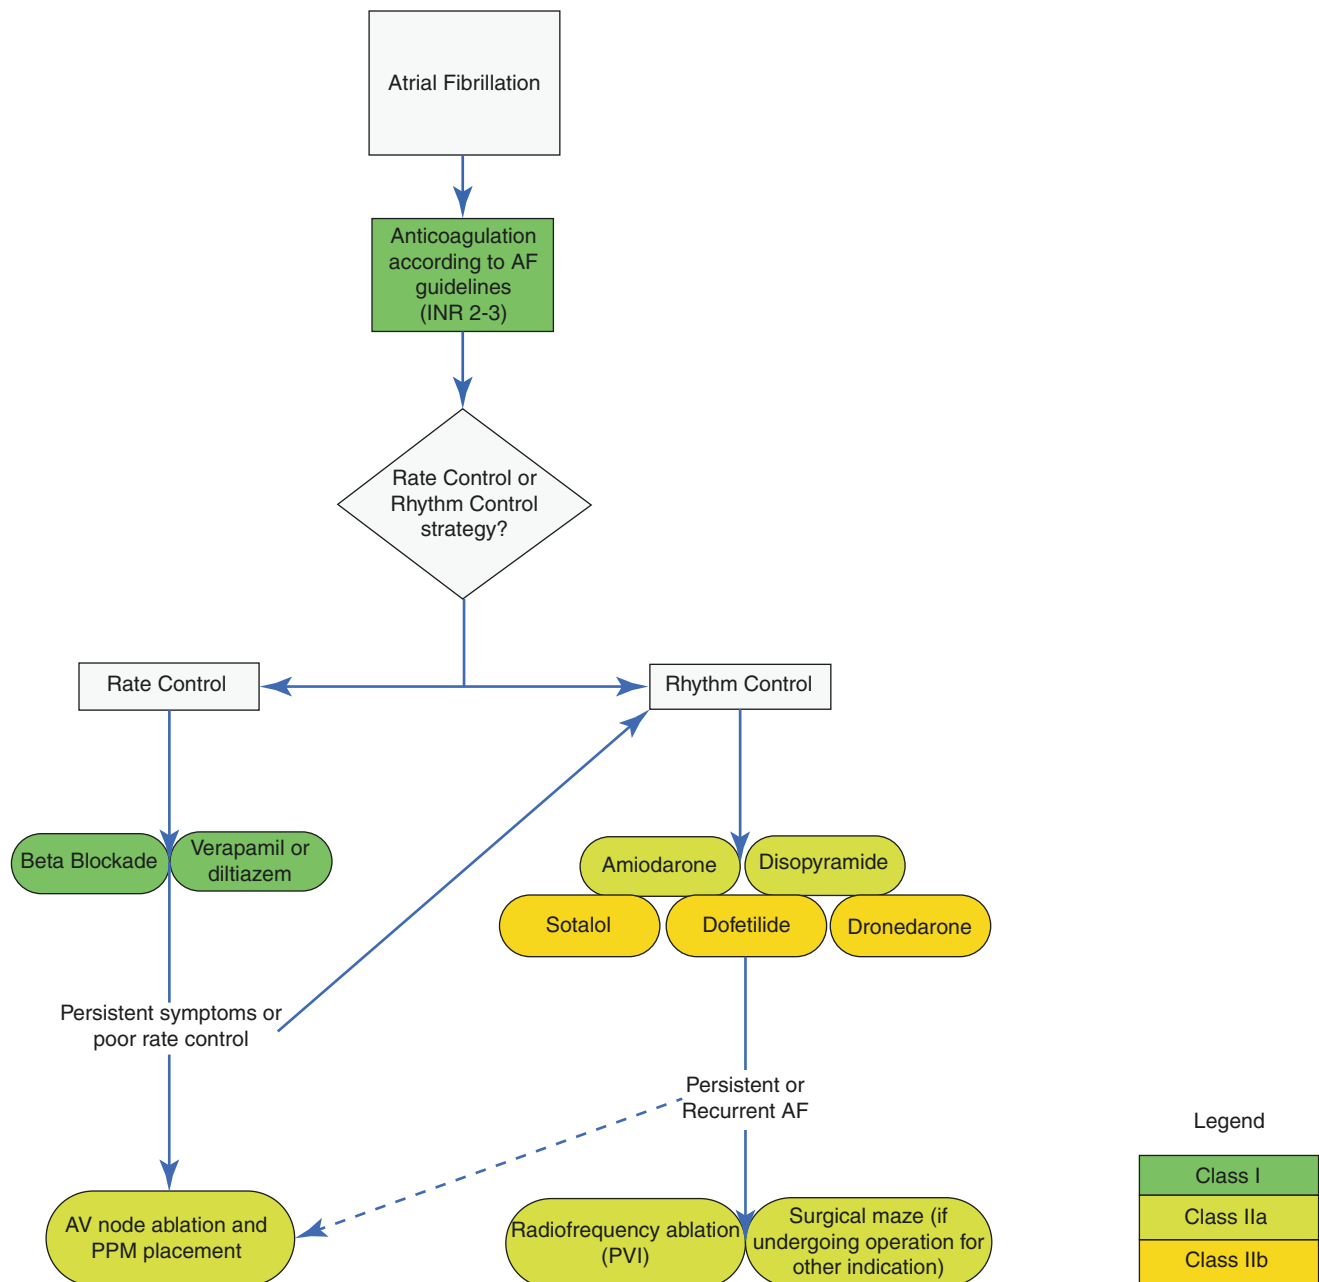 Atrial Fibrillation
Anticoagulation
according to AF
guidelines
(INR 2-3)
Rate Control or
Rhythm Control
strategy?
Rate Control
Rhythm Control
Beta Blockade
Verapamil or
diltiazem
Amiodarone
Disopyramide
Sotalol
Dofetilide
Dronedarone
Persistent symptoms or
poor rate control
Persistent or
Recurrent AF
AV node ablation and
PPM placement
Radiofrequency ablation
(PVI)
Surgical maze (if
undergoing operation for
other indication)
Legend
Class I
Class IIa
Class IIb